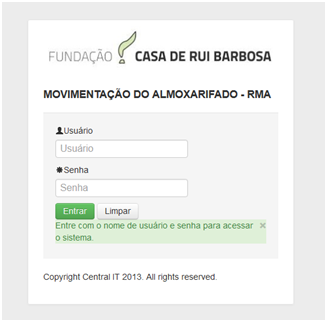 FUNDAÇÃO CASA DE RUI BARBOSA
MOVIMENTAÇÃO DO ALMOXARIFADO - RMA
Usuário
Usuário
Senha
Senha
Entrar Limpar
Entre com o nome de usuário e senha para acessar ×
o sistema.
Copyright Central IT 2013. All rights reserved.